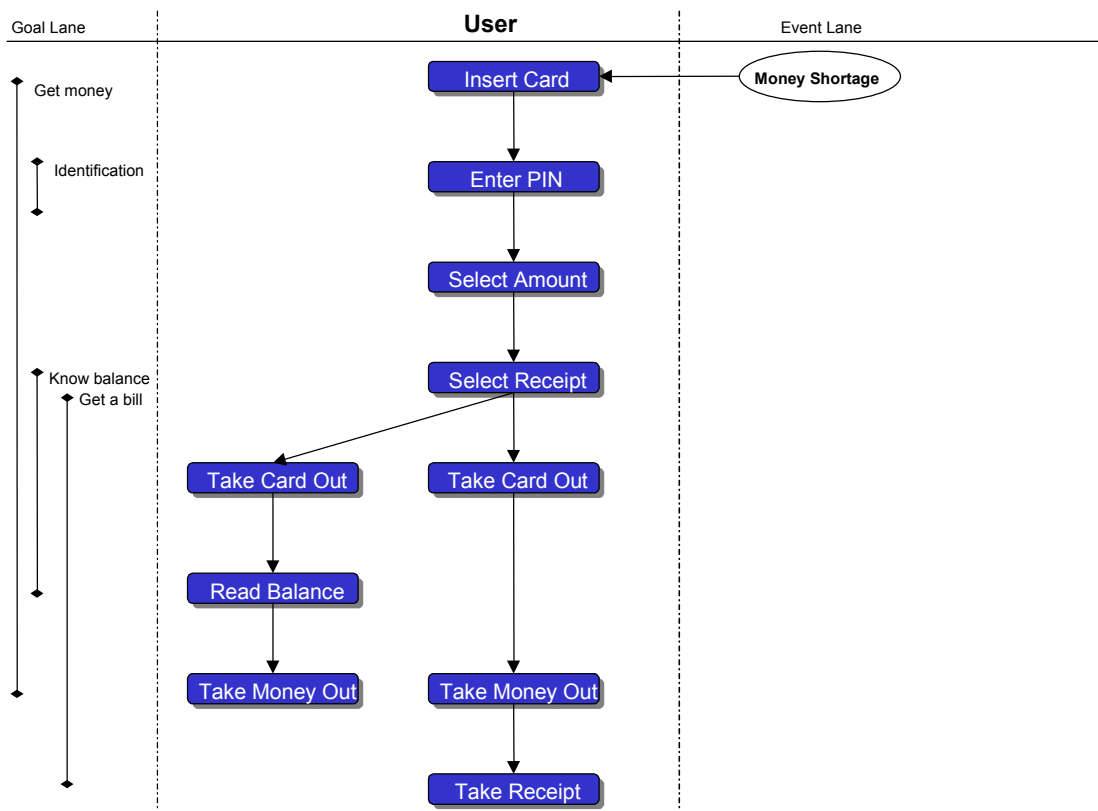 Goal Lane
User
Event Lane
Insert Card
Money Shortage
Get money
Identification
Enter PIN
Select Amount
Know balance
Select Receipt
Get a bill
Take Card Out
Take Card Out
Read Balance
Take Money Out
Take Money Out
Take Receipt